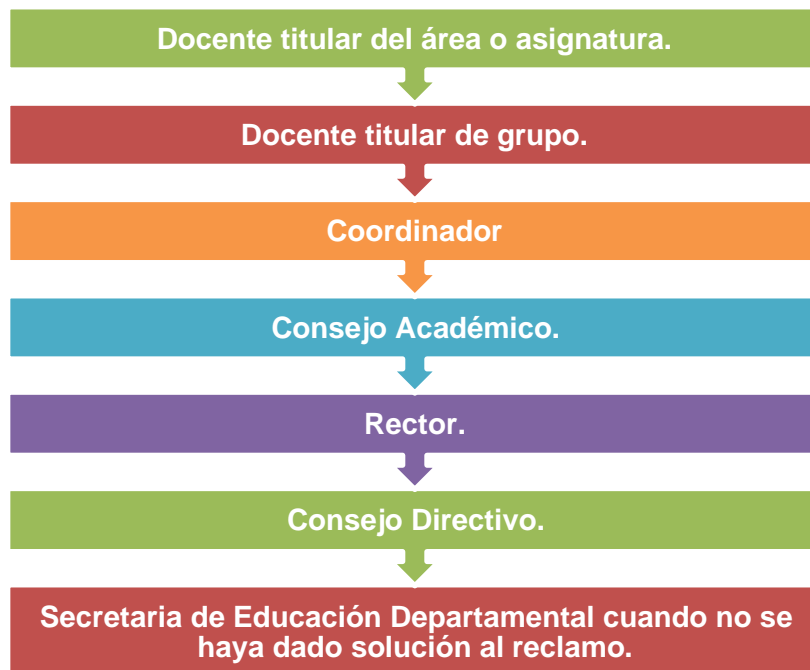 Docente titular del área o asignatura.
Docente titular de grupo.
Coordinador
Consejo Académico.
Rector.
Consejo Directivo.
Secretaria de Educación Departamental cuando no se
haya dado solución al reclamo.